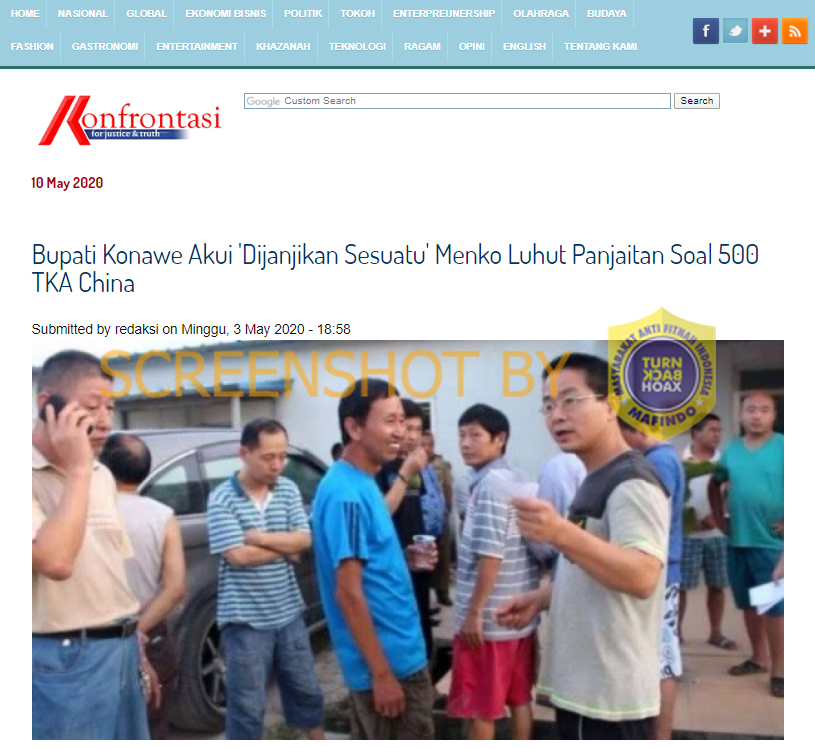 HOME NASIONAL GLOBAL EKONOMI BISNIS POLITIK TOKOH ENTERPREUNERSHIP OLAHRAGA BUDAYA
FASHION GASTRONOMI ENTERTAINMENT KHAZANAH TEKNOLOGI RAGAM OPINI ENGLISH TENTANG KAMI
f
Konfrontasi
for justice & truth
Google Custom Search
Search
10 May 2020
Bupati Konawe Akui 'Dijanjikan Sesuatu' Menko Luhut Panjaitan Soal 500
TKA China
Submitted by redaksi on Minggu, 3 May 2020 - 18:58
SCREENSHOT BY
MASYARAKAT ANTI FITNAH INDONESIA
TURN
BACK
HOAX
MAFINDO